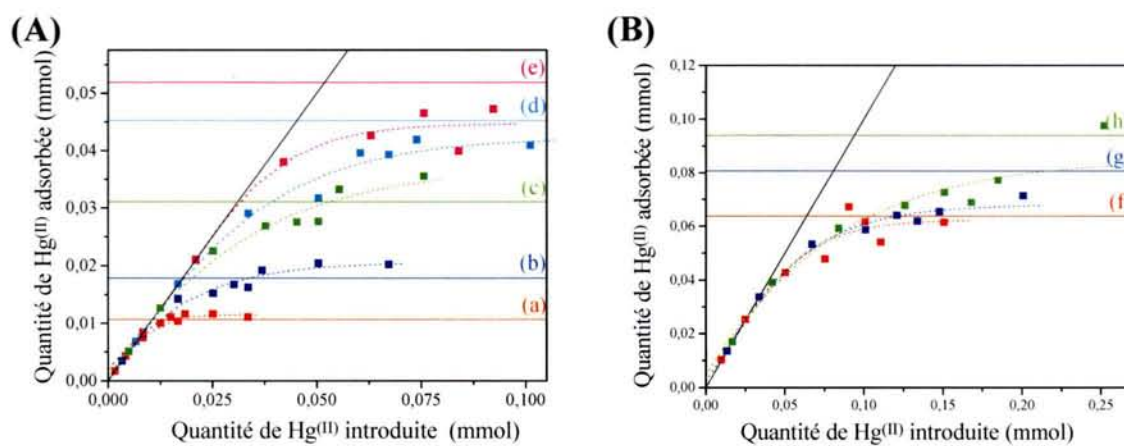 (A)
Quantité de Hg(II) adsorbée (mmol)
0,05
0,04
0,03
0,02
0,01
0,00
(e)
(d)
(c)
(b)
(a)
0,000
0,025
0,050
0,075
0,100
Quantité de Hg(II) introduite (mmol)
(B)
Quantité de Hg(II) adsorbée (mmol)
0,12
0,10
0,08
0,06
0,04
0,02
0,00
(h
(g
(f
0,00
0,05
0,10
0,15
0,20
0,25
Quantité de Hg(II) introduite (mmol)